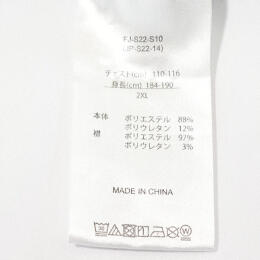 FJ-S22-S10
(JP-S22-14)
チェスト(cm) 110-116
身長(cm) 184-190
2XL
本体 ポリエステル 88%
ポリウレタン 12%
襟 ポリエステル 97%
ポリウレタン 3%
MADE IN CHINA